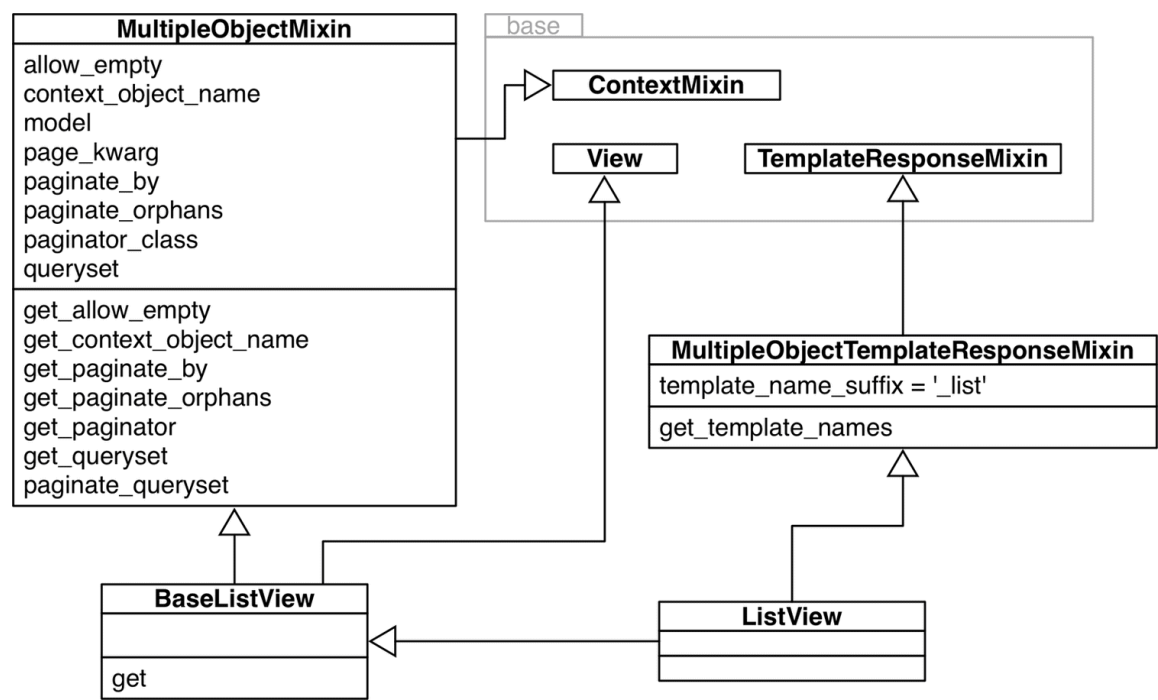 MultipleObjectMixin
allow_empty
context_object_name
model
page_kwarg
paginate_by
paginate_orphans
paginator_class
queryset
get_allow_empty
get_context_object_name
get_paginate_by
get_paginate_orphans
get_paginator
get_queryset
paginate_queryset
base
ContextMixin
View
TemplateResponseMixin
MultipleObjectTemplateResponseMixin
template_name_suffix = '_list'
get_template_names
BaseListView
get
ListView